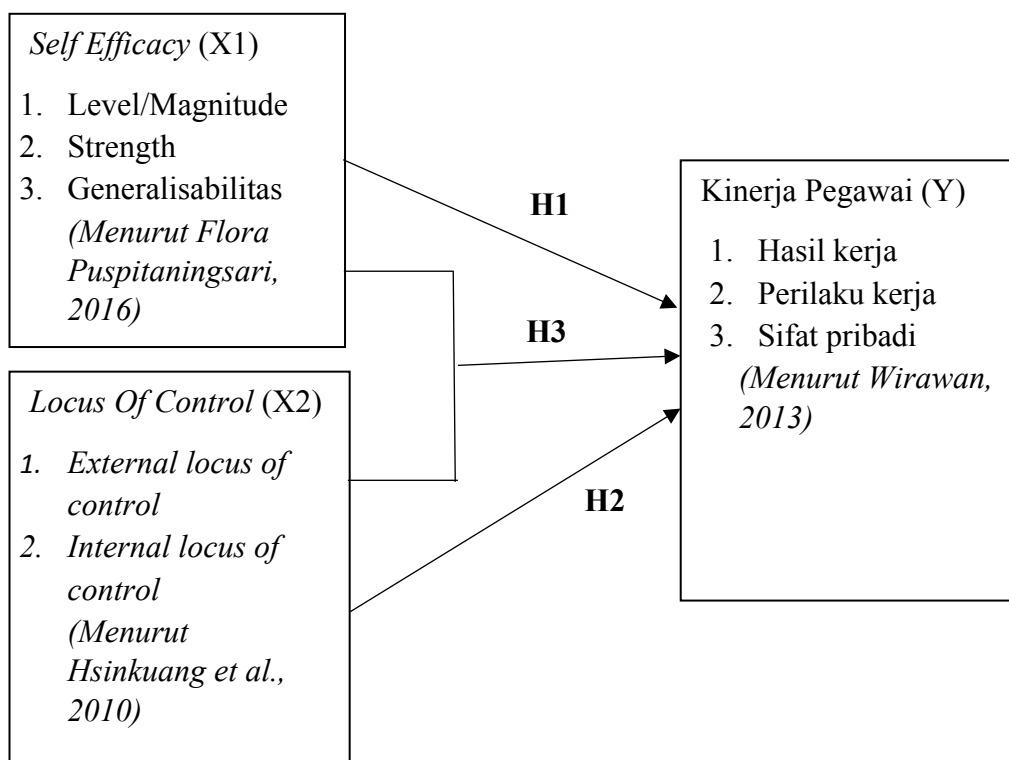 Self Efficacy (X1)
1. Level/Magnitude
2. Strength
3. Generalisabilitas
(Menurut Flora
Puspitaningsari,
2016)
Locus Of Control (X2)
1. External locus of
control
2. Internal locus of
control
(Menurut
Hsinkuang et al.,
2010)
H1
H3
H2
Kinerja Pegawai (Y)
1. Hasil kerja
2. Perilaku kerja
3. Sifat pribadi
(Menurut Wirawan,
2013)